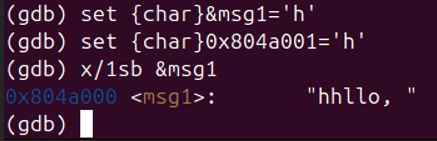 (gdb) set {char}&msg1='h'
(gdb) set {char}0x804a001='h'
(gdb) x/1sb &msg1
0x804a000 <msg1>:	"hhllo, "
(gdb)